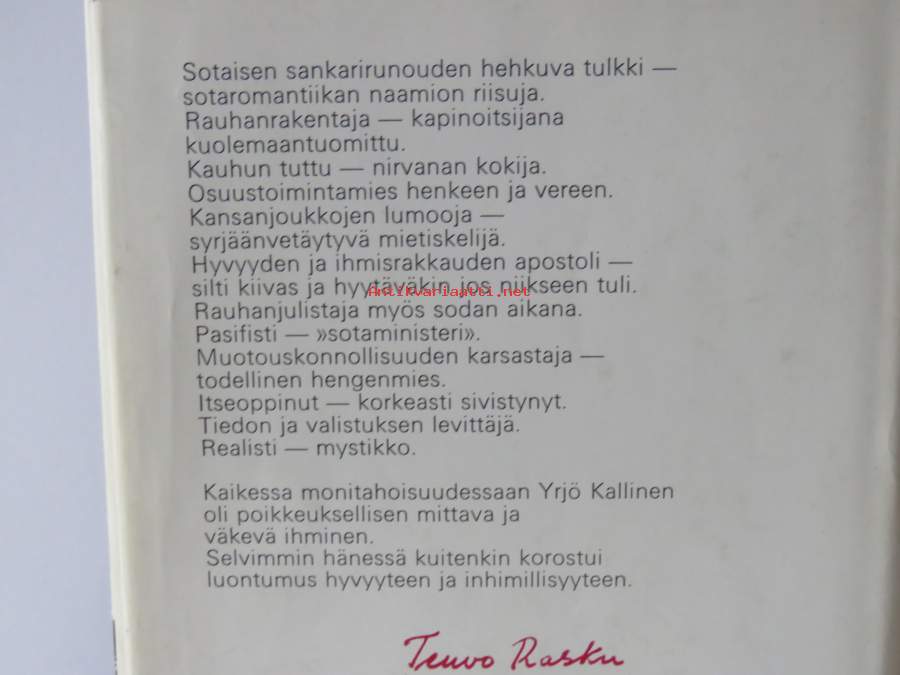 Sotaisen sankarirunouden hehkuva tulkki —
sotaromantiikan naamion riisuja.
Rauhanrakentaja — kapinoitsijana
kuolemaantuomittu.
Kauhun tuttu — nirvanan kokija.
Osuustoimintamies henkeen ja vereen.
Kansanjoukkojen lumooja —
syrjäänvetäytyvä mietiskelijä.
Hyvyyden ja ihmisrakkauden apostoli —
silti kiivas ja hyytäväkin jos niikseen tuli.
Antikvariaatti.net
Rauhanjulistaja myös sodan aikana.
Pasifisti — »sotaministeri».
Muotouskonnollisuuden karsastaja —
todellinen hengenmies.
Itseoppinut — korkeasti sivistynyt.
Tiedon ja valistuksen levittäjä.
Realisti — mystikko.
Kaikessa monitahoisuudessaan Yrjö Kallinen
oli poikkeuksellisen mittava ja
väkevä ihminen.
Selvimmin hänessä kuitenkin korostui
luontumus hyvyyteen ja inhimillisyyteen.
Teuvo Rasku